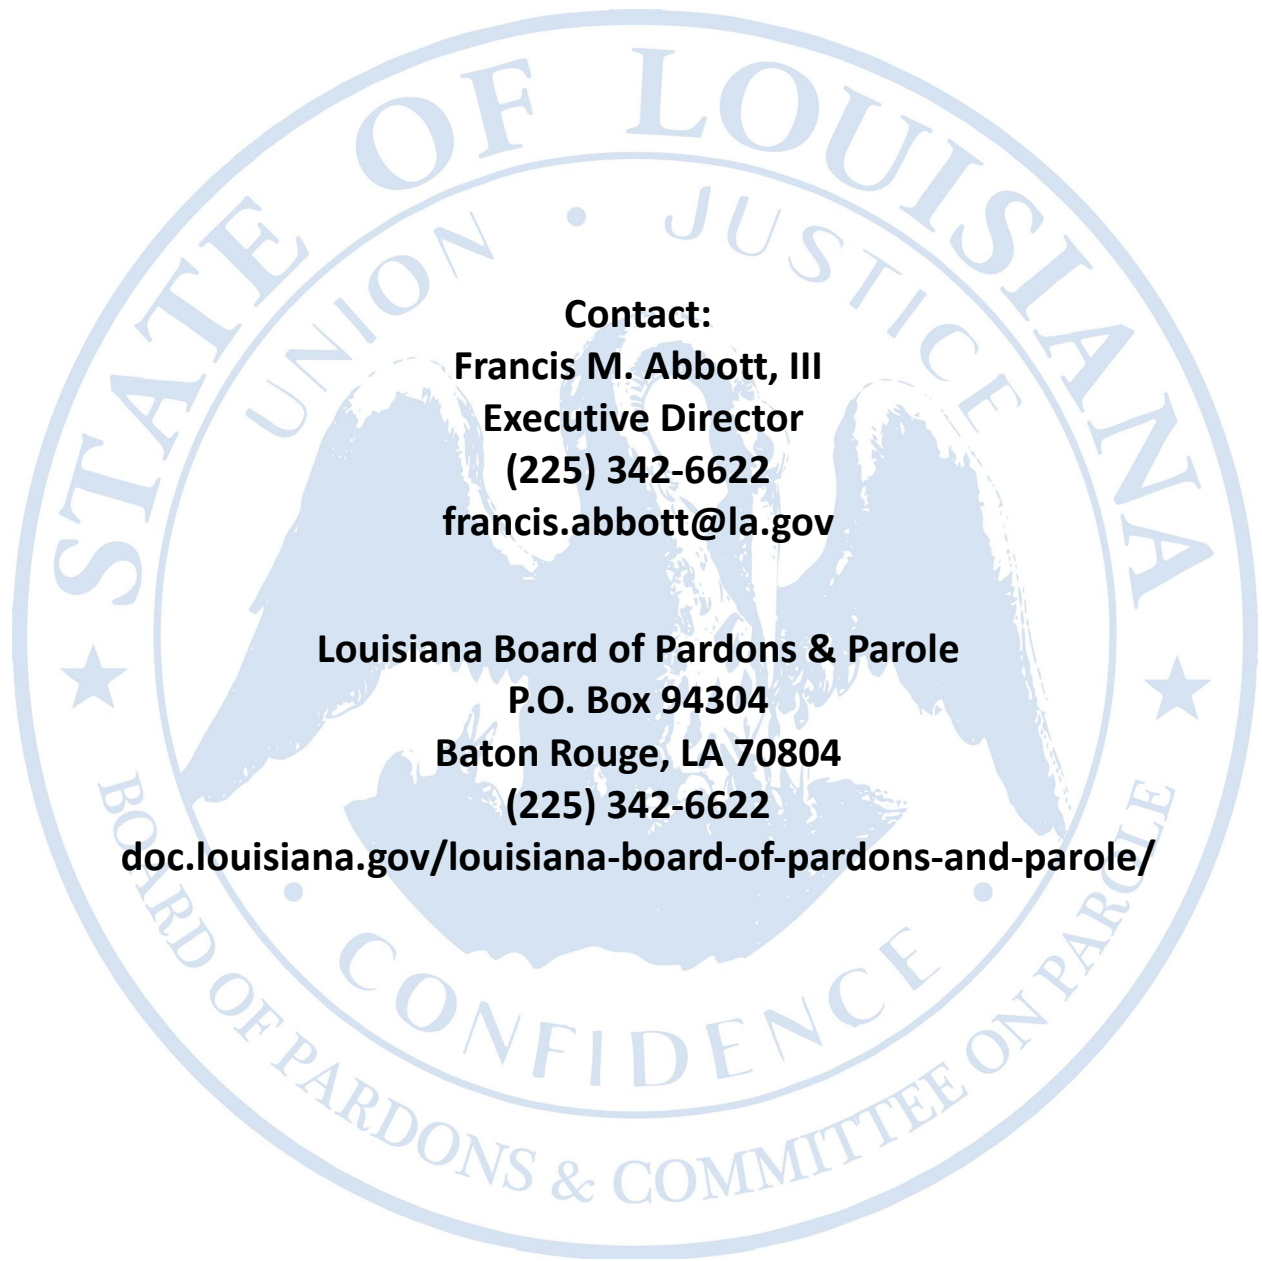 STATE OF LOUISIANA
UNION · JUSTICE
Contact:
Francis M. Abbott, III
Executive Director
(225) 342-6622
francis.abbott@la.gov
Louisiana Board of Pardons & Parole
P.O. Box 94304
Baton Rouge, LA 70804
(225) 342-6622
doc.louisiana.gov/louisiana-board-of-pardons-and-parole/
· CONFIDENCE ·
BOARD OF PARDONS & COMMITTEE ON PAROLE